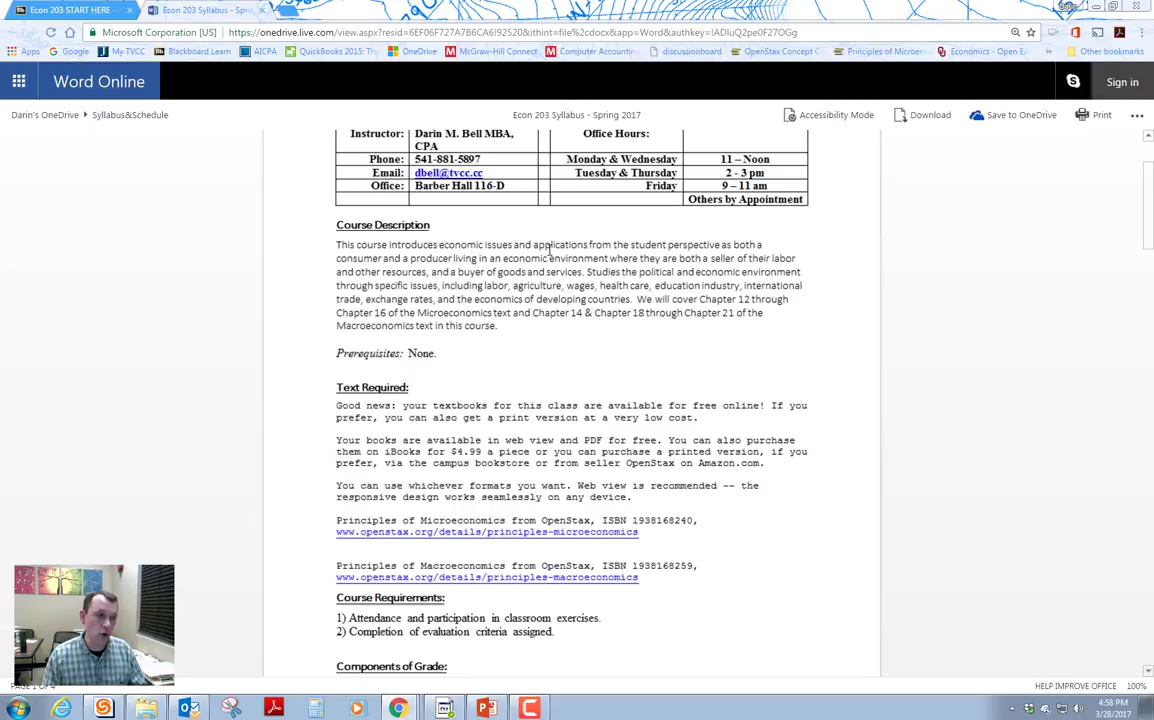 Econ 203 START HERE -
Econ 203 Syllabus - Spri
Microsoft Corporation [US]
https://onedrive.live.com/view.aspx?resid=6EF06F727A7B6CA6!92520&ithint=file%2cdocx&app=Word&authkey=!ADluQ2pe0F27OGg
Apps
Google
My TVCC
Blackboard Learn
AICPA
QuickBooks 2015: Th
OneDrive
McGraw-Hill Connect
Computer Accountin
discussionboard
OpenStax Concept C
Principles of Microec
Economics - Open E
Other bookmarks
Word Online
Sign in
Darin's OneDrive
Syllabus&Schedule
Econ 203 Syllabus - Spring 2017
Accessibility Mode
Download
Save to OneDrive
Print
Instructor: Darin M. Bell MBA, CPA Office Hours:
Phone: 541-881-5897 Monday & Wednesday 11 – Noon
Email: dbell@tvcc.cc Tuesday & Thursday 2 - 3 pm
Office: Barber Hall 116-D Friday 9 – 11 am
Others by Appointment
Course Description
This course introduces economic issues and applications from the student perspective as both a
consumer and a producer living in an economic environment where they are both a seller of their labor
and other resources, and a buyer of goods and services. Studies the political and economic environment
through specific issues, including labor, agriculture, wages, health care, education industry, international
trade, exchange rates, and the economics of developing countries. We will cover Chapter 12 through
Chapter 16 of the Microeconomics text and Chapter 14 & Chapter 18 through Chapter 21 of the
Macroeconomics text in this course.
Prerequisites: None.
Text Required:
Good news: your textbooks for this class are available for free online! If you
prefer, you can also get a print version at a very low cost.
Your books are available in web view and PDF for free. You can also purchase
them on iBooks for $4.99 a piece or you can purchase a printed version, if you
prefer, via the campus bookstore or from seller OpenStax on Amazon.com.
You can use whichever formats you want. Web view is recommended -- the
responsive design works seamlessly on any device.
Principles of Microeconomics from OpenStax, ISBN 1938168240,
www.openstax.org/details/principles-microeconomics
Principles of Macroeconomics from OpenStax, ISBN 1938168259,
www.openstax.org/details/principles-macroeconomics
Course Requirements:
1) Attendance and participation in classroom exercises.
2) Completion of evaluation criteria assigned.
Components of Grade:
PAGE 1 OF 4
HELP IMPROVE OFFICE
100%
4:58 PM
3/28/2017